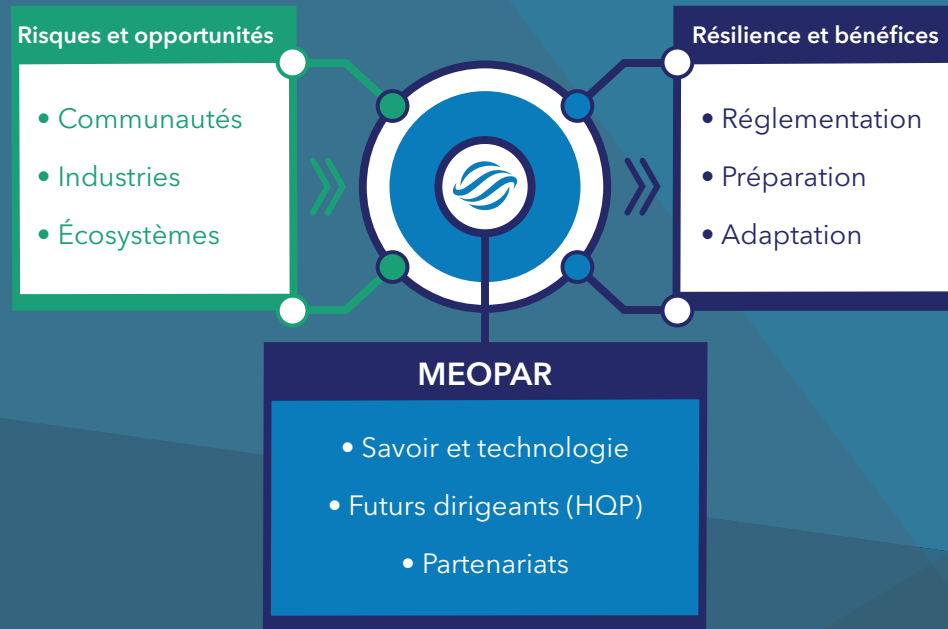 Risques et opportunités
• Communautés
• Industries
• Écosystèmes
Résilience et bénéfices
• Réglementation
• Préparation
• Adaptation
MEOPAR
• Savoir et technologie
• Futurs dirigeants (HQP)
• Partenariats